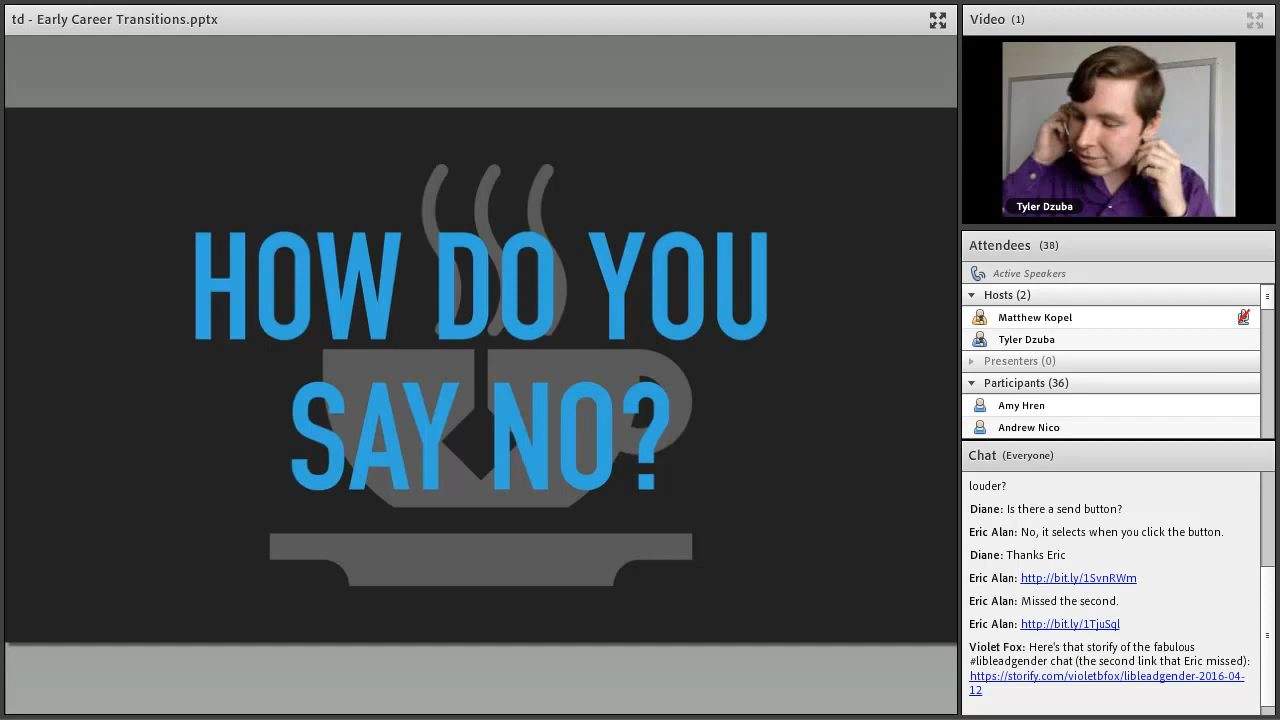 td - Early Career Transitions.pptx
HOW DO YOU
SAY NO?
Video (1)
Tyler Dzuba
Attendees (38)
Active Speakers
Hosts (2)
Matthew Kopel
Tyler Dzuba
Presenters (0)
Participants (36)
Amy Hren
Andrew Nico
Chat (Everyone)
louder?
Diane: Is there a send button?
Eric Alan: No, it selects when you click the button.
Diane: Thanks Eric
Eric Alan: http://bit.ly/1SvnRWm
Eric Alan: Missed the second.
Eric Alan: http://bit.ly/1TjuSql
Violet Fox: Here's that storify of the fabulous
#libleadgender chat (the second link that Eric missed):
https://storify.com/violetbfox/libleadgender-2016-04-
12